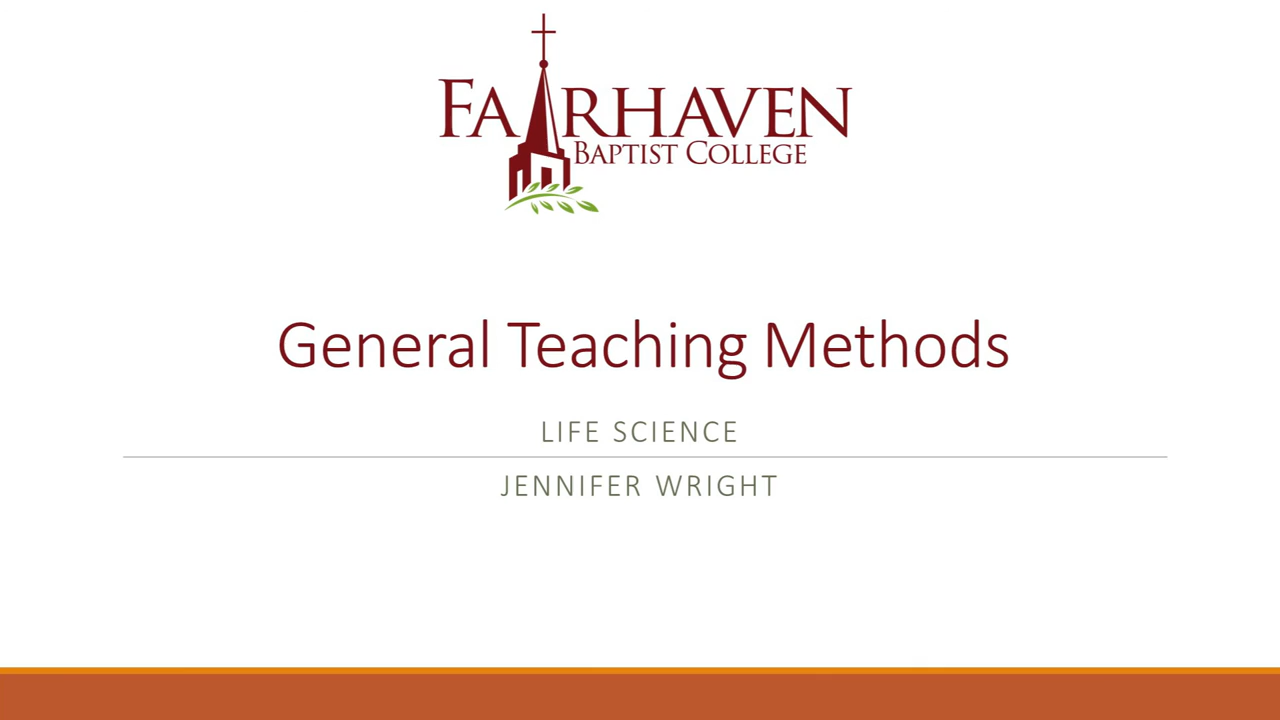 FAIRHAVEN
BAPTIST COLLEGE
General Teaching Methods
LIFE SCIENCE
JENNIFER WRIGHT